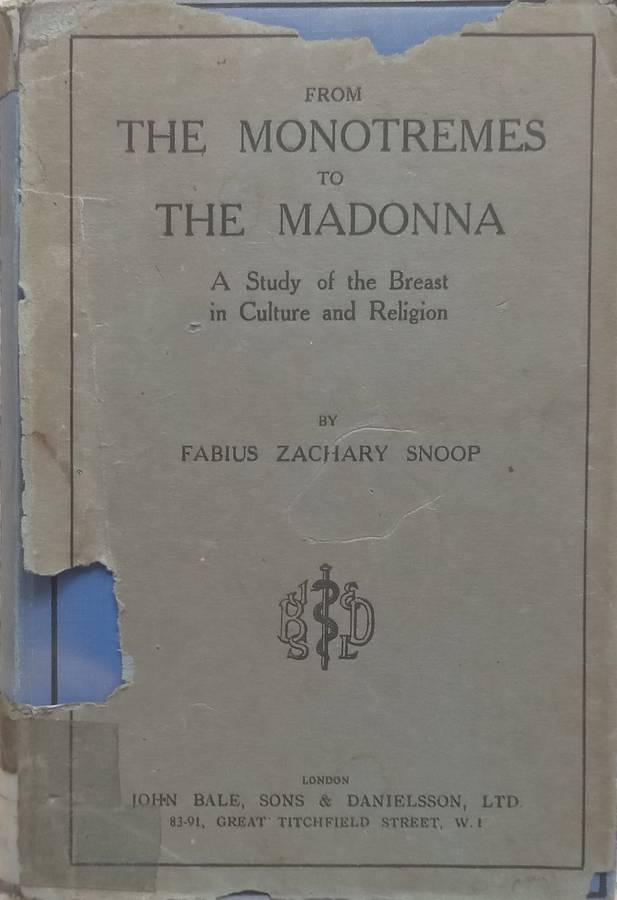 FROM
THE MONOTREMES
TO
THE MADONNA
A Study of the Breast
in Culture and Religion
BY
FABIUS ZACHARY SNOOP
J &
B D
S L
LONDON
JOHN BALE, SONS & DANIELSSON, LTD.
83-91, GREAT TITCHFIELD STREET, W. 1